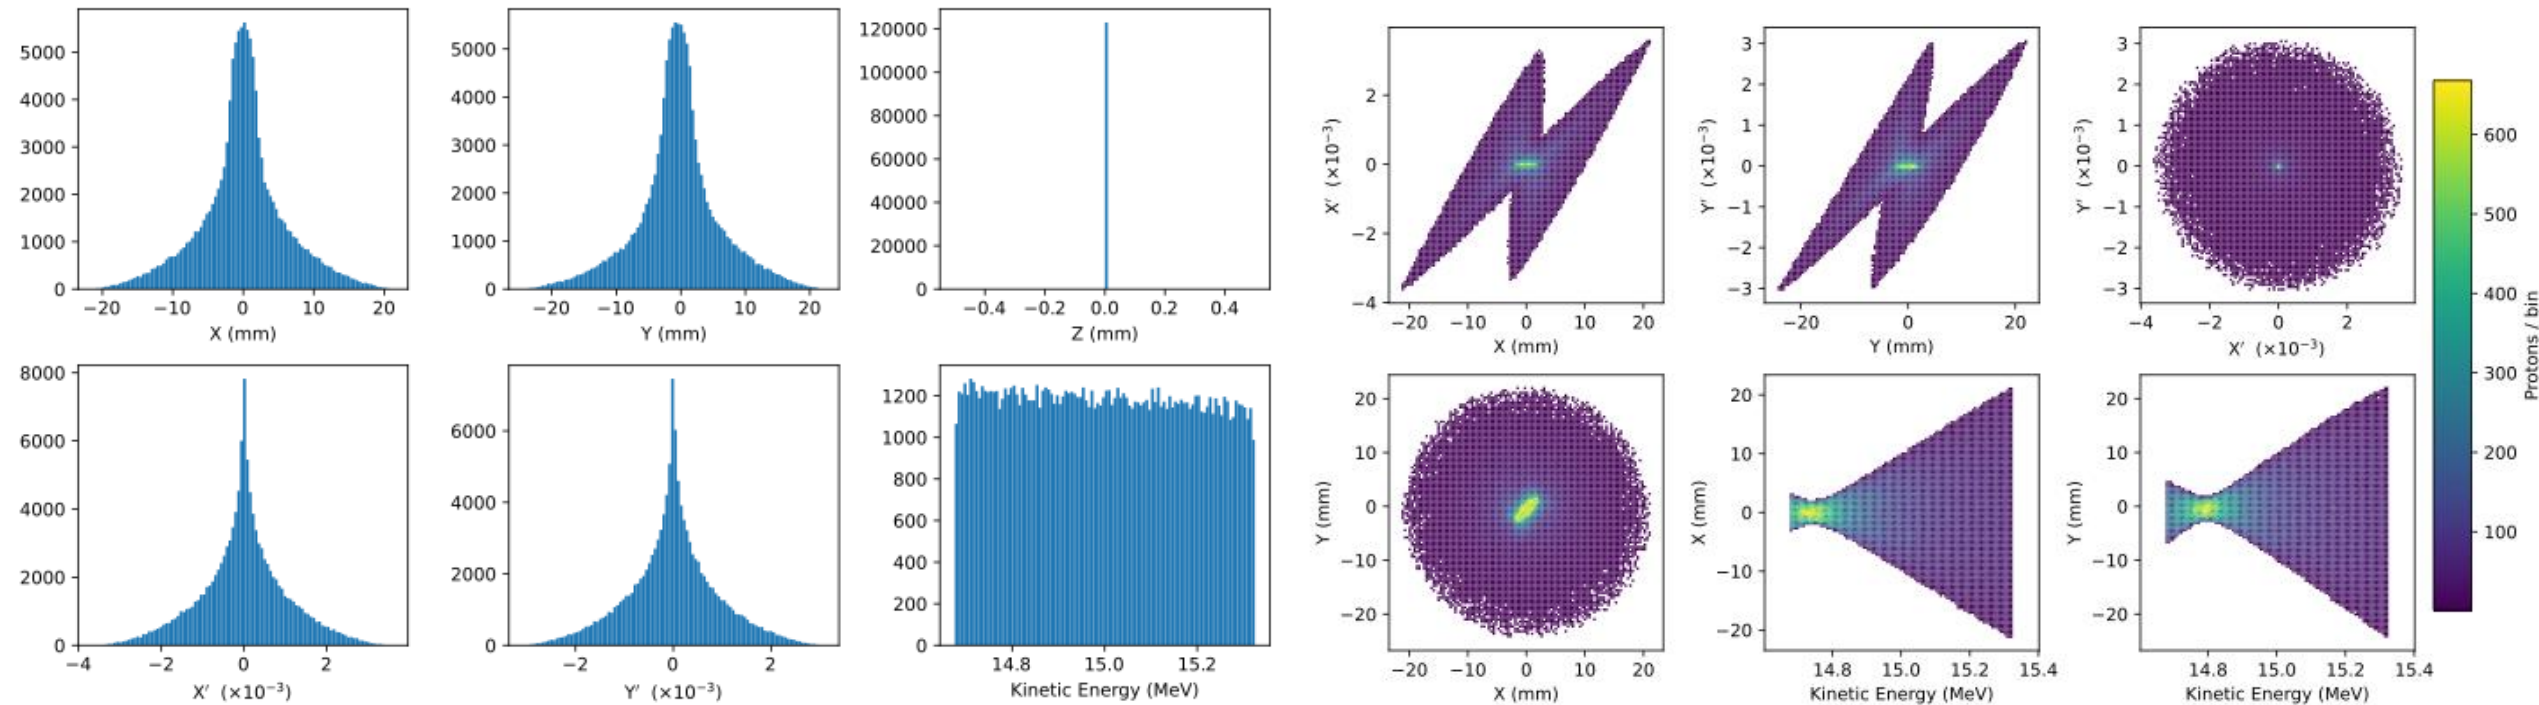 5000
4000
3000
2000
1000
0
−20 −10 0 10 20
X (mm)
5000
4000
3000
2000
1000
0
−20 −10 0 10 20
Y (mm)
120000
100000
80000
60000
40000
20000
0
−0.4 −0.2 0.0 0.2 0.4
Z (mm)
X′ (×10⁻³)
2
0
−2
−4
−20 −10 0 10 20
X (mm)
Y′ (×10⁻³)
3
2
1
0
−1
−2
−3
−20 0 20
Y (mm)
Y′ (×10⁻³)
3
2
1
0
−1
−2
−3
−4 −2 0 2
X′ (×10⁻³)
8000
6000
4000
2000
0
−4 −2 0 2
X′ (×10⁻³)
6000
4000
2000
0
−2 0 2
Y′ (×10⁻³)
1200
1000
800
600
400
200
0
14.8 15.0 15.2
Kinetic Energy (MeV)
Y (mm)
20
10
0
−10
−20
−20 −10 0 10 20
X (mm)
X (mm)
20
10
0
−10
−20
14.8 15.0 15.2 15.4
Kinetic Energy (MeV)
Y (mm)
20
10
0
−10
−20
14.8 15.0 15.2 15.4
Kinetic Energy (MeV)
600
500
400
300
200
100
Protons / bin